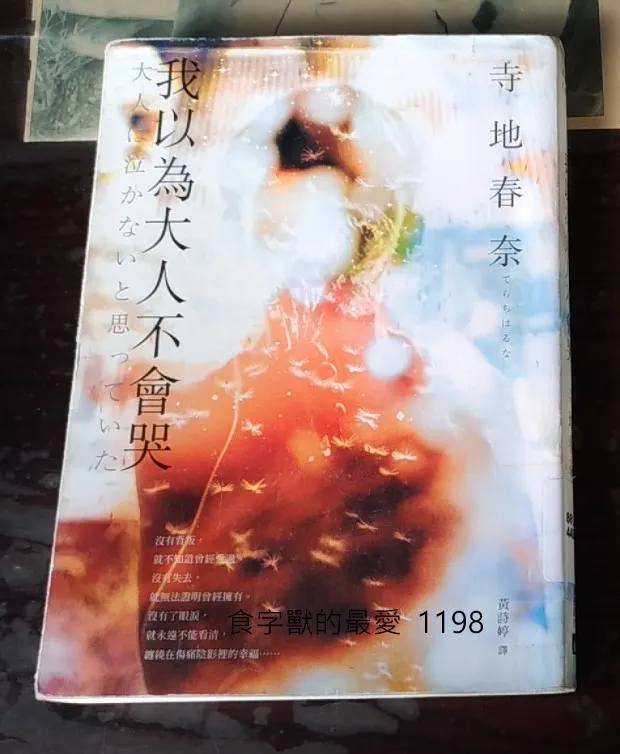 我以為大人不會哭
大人は泣かないと思っていた
寺地春奈
てらちはるな
沒有背叛，
就不知道曾經愛過。
沒有失去，
就無法證明曾經擁有。
沒有了眼淚，
就永遠不能看清，
纏繞在傷痛陰影裡的幸福……
黃詩婷 譯
食字獸的最愛 1198